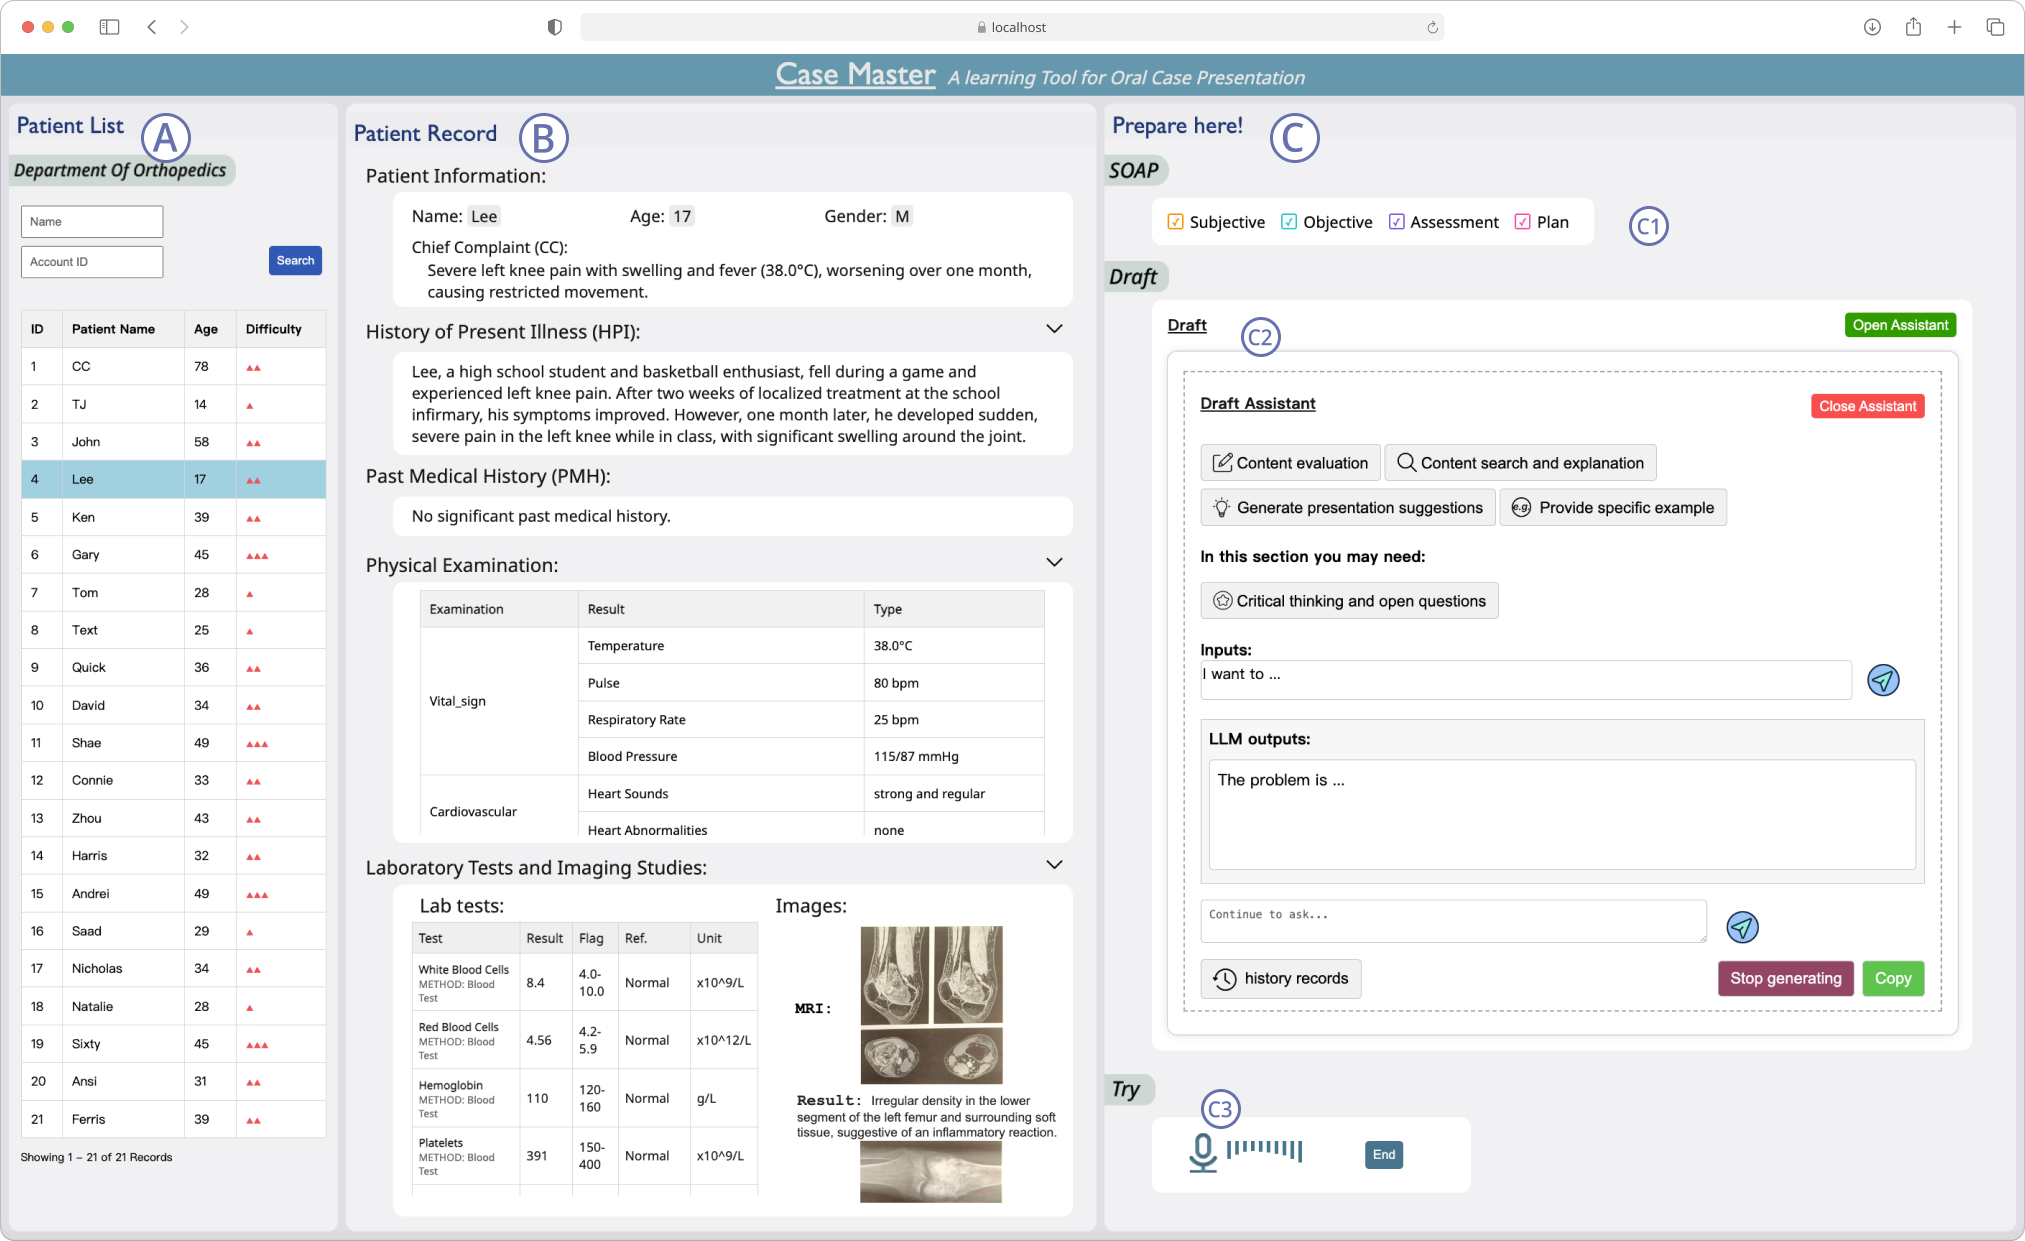 localhost
Case Master A learning Tool for Oral Case Presentation
Patient List
A
Department Of Orthopedics
Name
Account ID
Search
ID Patient Name Age Difficulty
1 CC 78 ▲▲
2 TJ 14 ▲
3 John 58 ▲▲
4 Lee 17 ▲▲
5 Ken 39 ▲▲
6 Gary 45 ▲▲▲
7 Tom 28 ▲
8 Text 25 ▲
9 Quick 36 ▲▲
10 David 34 ▲▲
11 Shae 49 ▲▲▲
12 Connie 33 ▲▲
13 Zhou 43 ▲▲
14 Harris 32 ▲▲
15 Andrei 49 ▲▲▲
16 Saad 29 ▲
17 Nicholas 34 ▲▲
18 Natalie 28 ▲
19 Sixty 45 ▲▲▲
20 Ansi 31 ▲▲
21 Ferris 39 ▲▲
Showing 1 – 21 of 21 Records
Patient Record
B
Patient Information:
Name: Lee Age: 17 Gender: M
Chief Complaint (CC):
Severe left knee pain with swelling and fever (38.0°C), worsening over one month,
causing restricted movement.
History of Present Illness (HPI):
Lee, a high school student and basketball enthusiast, fell during a game and
experienced left knee pain. After two weeks of localized treatment at the school
infirmary, his symptoms improved. However, one month later, he developed sudden,
severe pain in the left knee while in class, with significant swelling around the joint.
Past Medical History (PMH):
No significant past medical history.
Physical Examination:
Examination Result Type
Vital_sign
Temperature 38.0°C
Pulse 80 bpm
Respiratory Rate 25 bpm
Blood Pressure 115/87 mmHg
Cardiovascular
Heart Sounds strong and regular
Heart Abnormalities none
Laboratory Tests and Imaging Studies:
Lab tests:
Test Result Flag Ref. Unit
White Blood Cells
METHOD: Blood
Test
8.4
4.0-
10.0
Normal x10^9/L
Red Blood Cells
METHOD: Blood
Test
4.56
4.2-
5.9
Normal x10^12/L
Hemoglobin
METHOD: Blood
Test
110
120-
160
Normal g/L
Platelets
METHOD: Blood
Test
391
150-
400
Normal x10^9/L
Images:
MRI:
Result: Irregular density in the lower
segment of the left femur and surrounding soft
tissue, suggestive of an inflammatory reaction.
Prepare here!
C
SOAP
Subjective Objective Assessment Plan
C1
Draft
Draft
C2
Open Assistant
Draft Assistant
Close Assistant
Content evaluation Content search and explanation
Generate presentation suggestions e.g. Provide specific example
In this section you may need:
Critical thinking and open questions
Inputs:
I want to ...
LLM outputs:
The problem is ...
Continue to ask...
history records Stop generating Copy
Try
C3
End